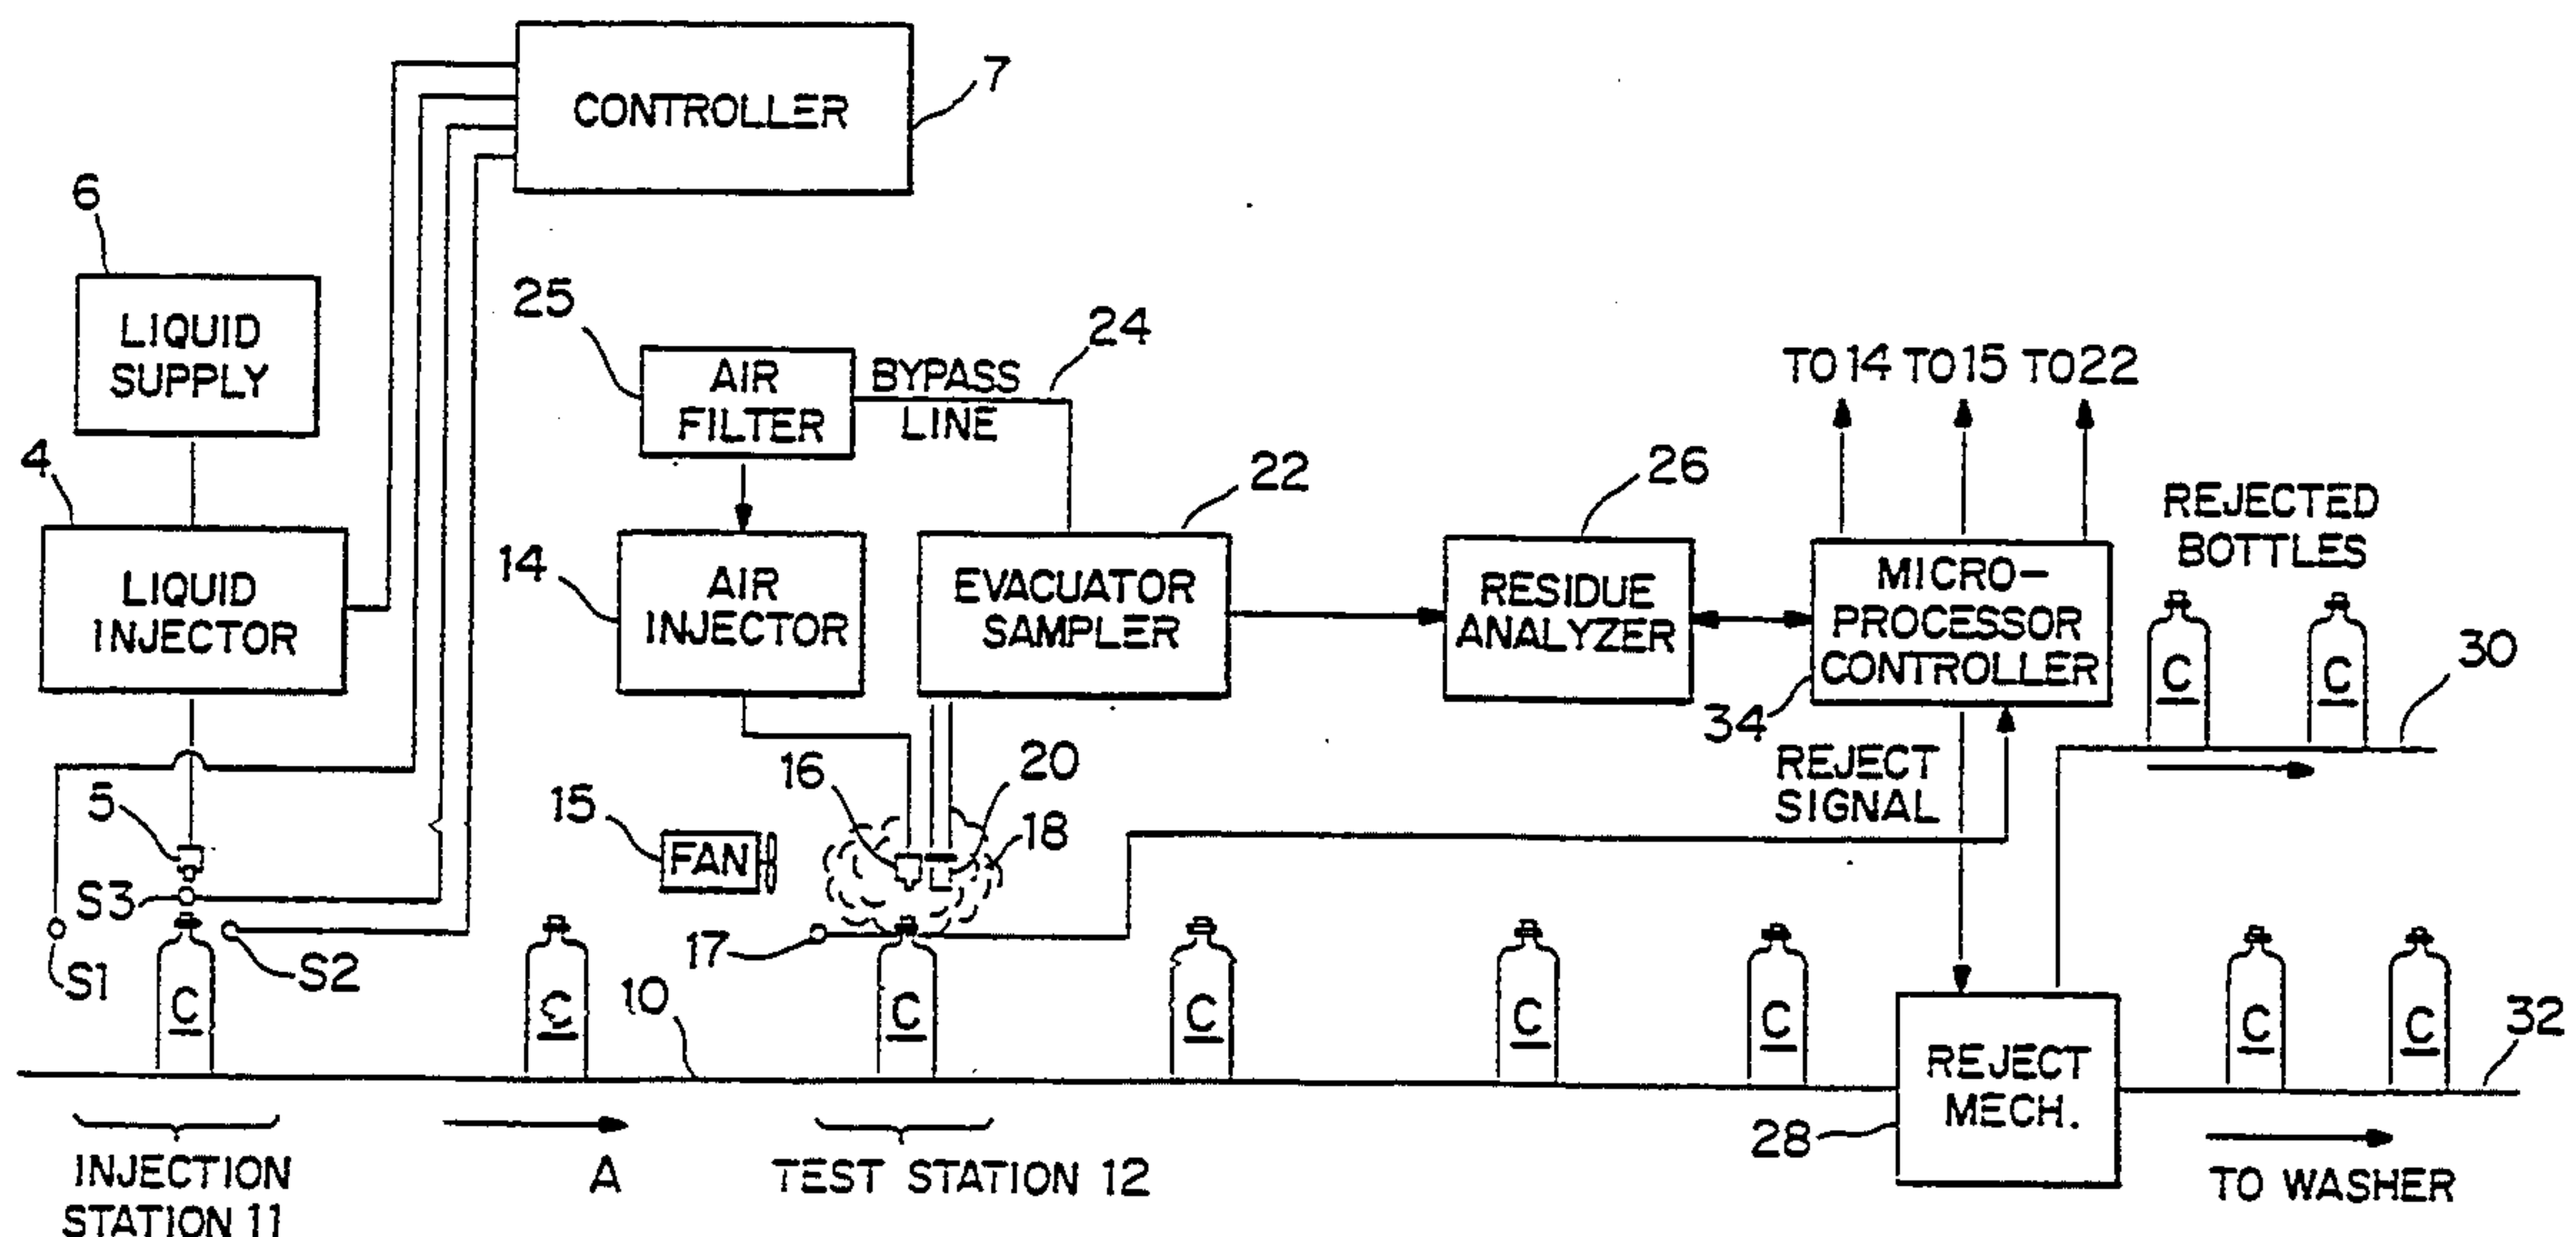 CONTROLLER
7
6
LIQUID
SUPPLY
4
LIQUID
INJECTOR
5
S3
S1
S2
C
INJECTION
STATION 11
25
AIR
FILTER
BYPASS
LINE
24
14
AIR
INJECTOR
22
EVACUATOR
SAMPLER
26
RESIDUE
ANALYZER
TO 14 TO 15 TO 22
MICRO-
PROCESSOR
CONTROLLER
34
REJECTED
BOTTLES
C
C
30
REJECT
SIGNAL
16
20
18
15
FAN
17
10
C
C
C
C
C
REJECT
MECH.
28
C
C
32
A
TEST STATION 12
TO WASHER